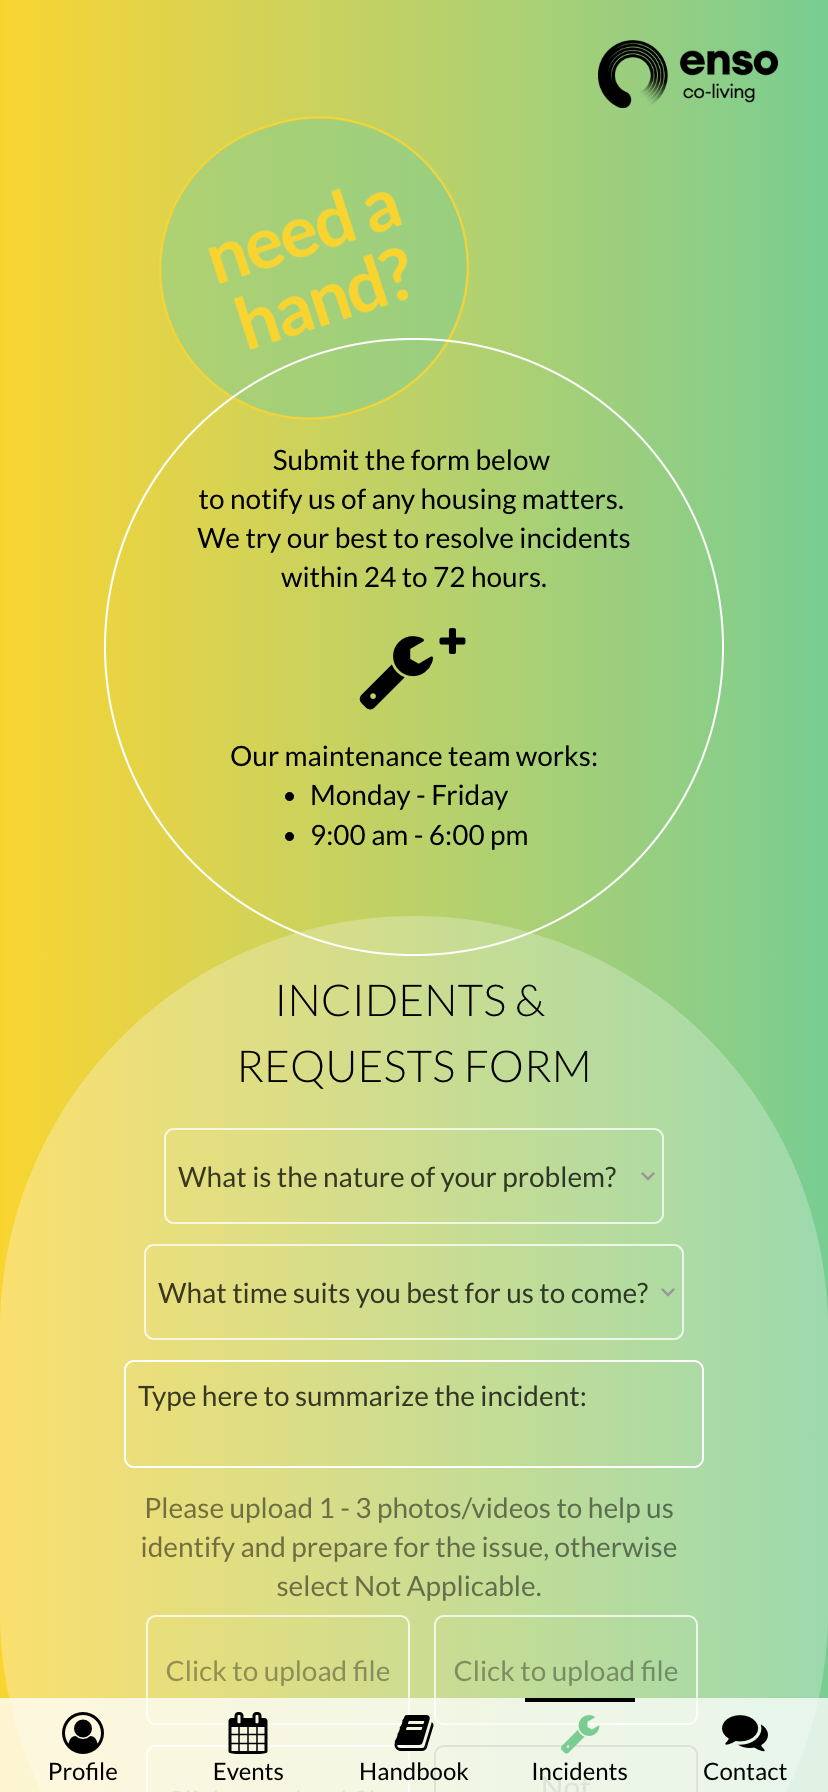 enso
co-living
need a
hand?
Submit the form below
to notify us of any housing matters.
We try our best to resolve incidents
within 24 to 72 hours.
Our maintenance team works:
• Monday - Friday
• 9:00 am - 6:00 pm
INCIDENTS &
REQUESTS FORM
What is the nature of your problem?
What time suits you best for us to come?
Type here to summarize the incident:
Please upload 1 - 3 photos/videos to help us
identify and prepare for the issue, otherwise
select Not Applicable.
Click to upload file Click to upload file
Not
Profile Events Handbook Incidents Contact